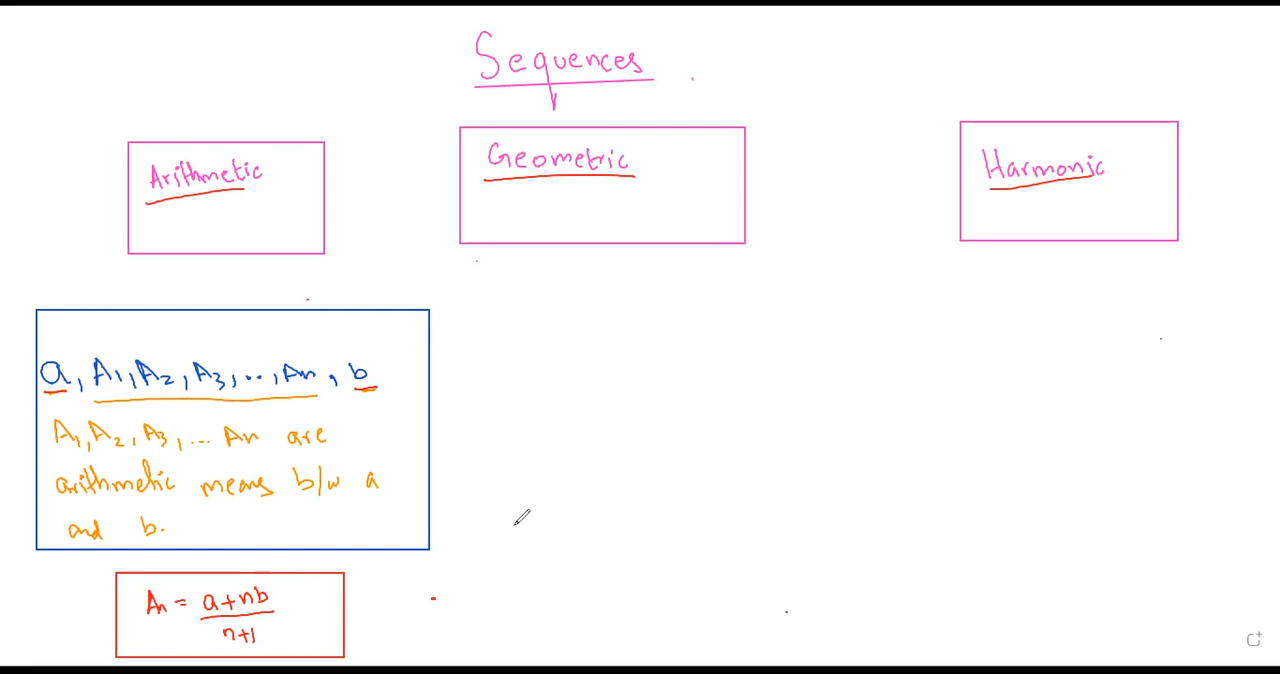 Sequences
Arithmetic
Geometric
Harmonic
a, A1, A2, A3, ..., An, b
A1, A2, A3, ... An are
arithmetic means b/w a
and b.
An = a+nb
n+1